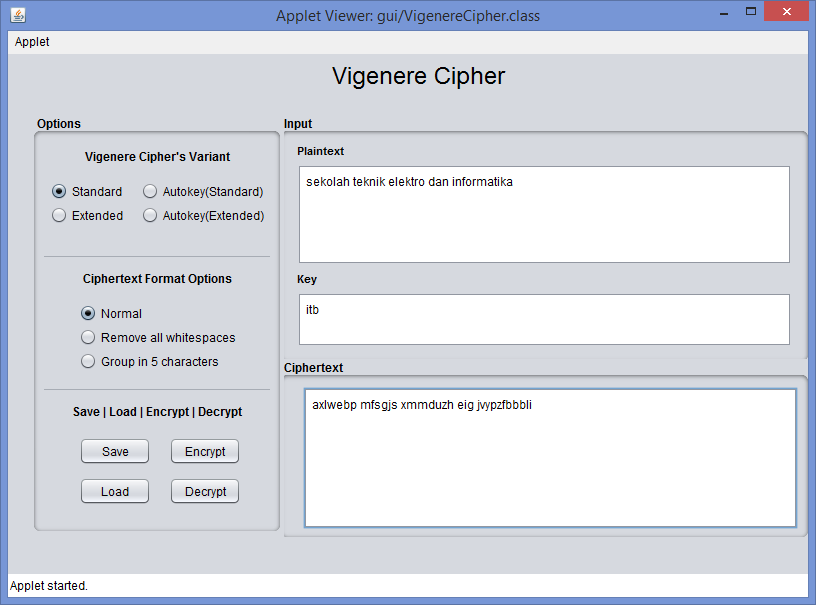 Applet Viewer: gui/VigenereCipher.class
Applet
Vigenere Cipher
Options
Vigenere Cipher's Variant
Standard
Autokey(Standard)
Extended
Autokey(Extended)
Ciphertext Format Options
Normal
Remove all whitespaces
Group in 5 characters
Save | Load | Encrypt | Decrypt
Save
Encrypt
Load
Decrypt
Input
Plaintext
sekolah teknik elektro dan informatika
Key
itb
Ciphertext
axlwebp mfsgjs xmmduzh eig jvypzfbbbli
Applet started.